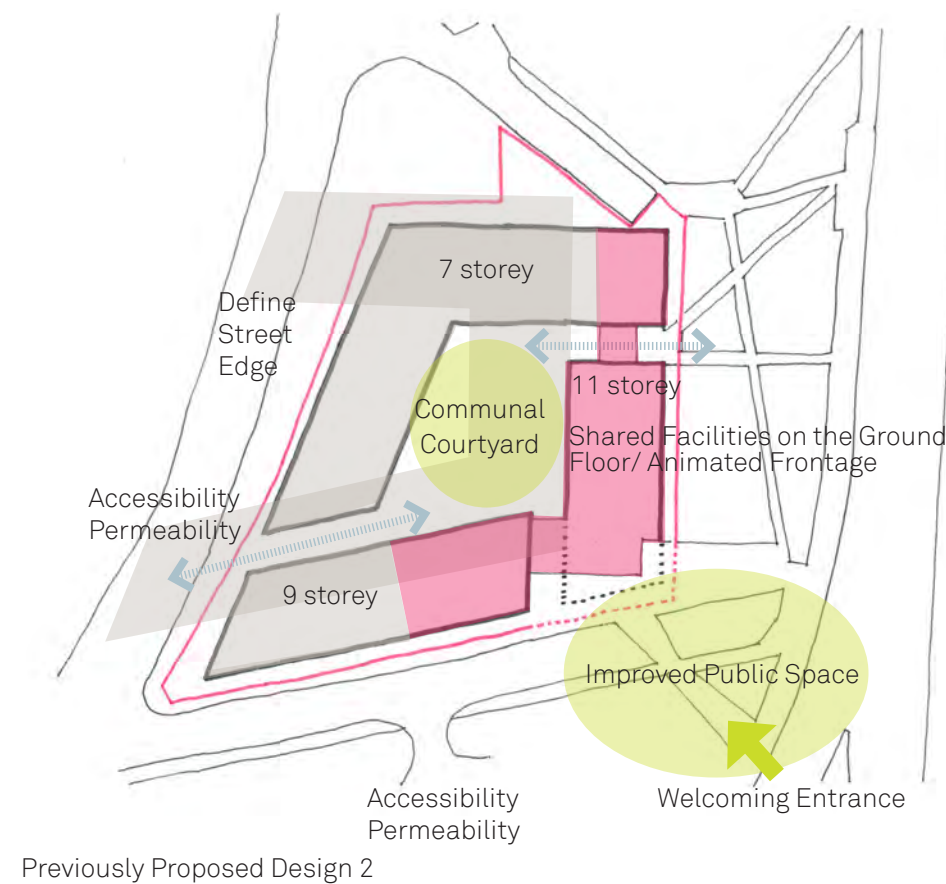 7 storey
Define
Street
Edge
11 storey
Communal
Courtyard
Shared Facilities on the Ground
Floor/ Animated Frontage
Accessibility
Permeability
9 storey
Improved Public Space
Accessibility
Permeability
Welcoming Entrance
Previously Proposed Design 2